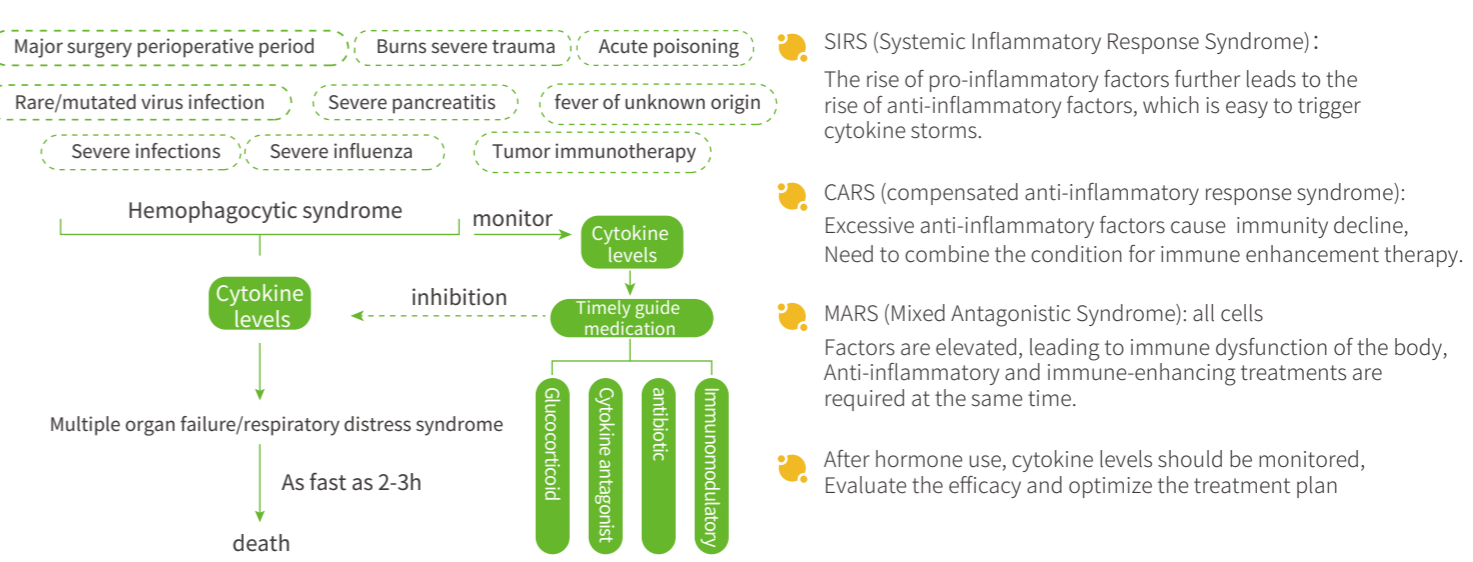 Major surgery perioperative period
Burns severe trauma
Acute poisoning
Rare/mutated virus infection
Severe pancreatitis
fever of unknown origin
Severe infections
Severe influenza
Tumor immunotherapy
Hemophagocytic syndrome
monitor
Cytokine
levels
Cytokine
levels
inhibition
Timely guide
medication
Glucocorticoid
Cytokine antagonist
antibiotic
Immunomodulatory
Multiple organ failure/respiratory distress syndrome
As fast as 2-3h
death
SIRS (Systemic Inflammatory Response Syndrome)：
The rise of pro-inflammatory factors further leads to the
rise of anti-inflammatory factors, which is easy to trigger
cytokine storms.
CARS (compensated anti-inflammatory response syndrome):
Excessive anti-inflammatory factors cause immunity decline,
Need to combine the condition for immune enhancement therapy.
MARS (Mixed Antagonistic Syndrome): all cells
Factors are elevated, leading to immune dysfunction of the body,
Anti-inflammatory and immune-enhancing treatments are
required at the same time.
After hormone use, cytokine levels should be monitored,
Evaluate the efficacy and optimize the treatment plan